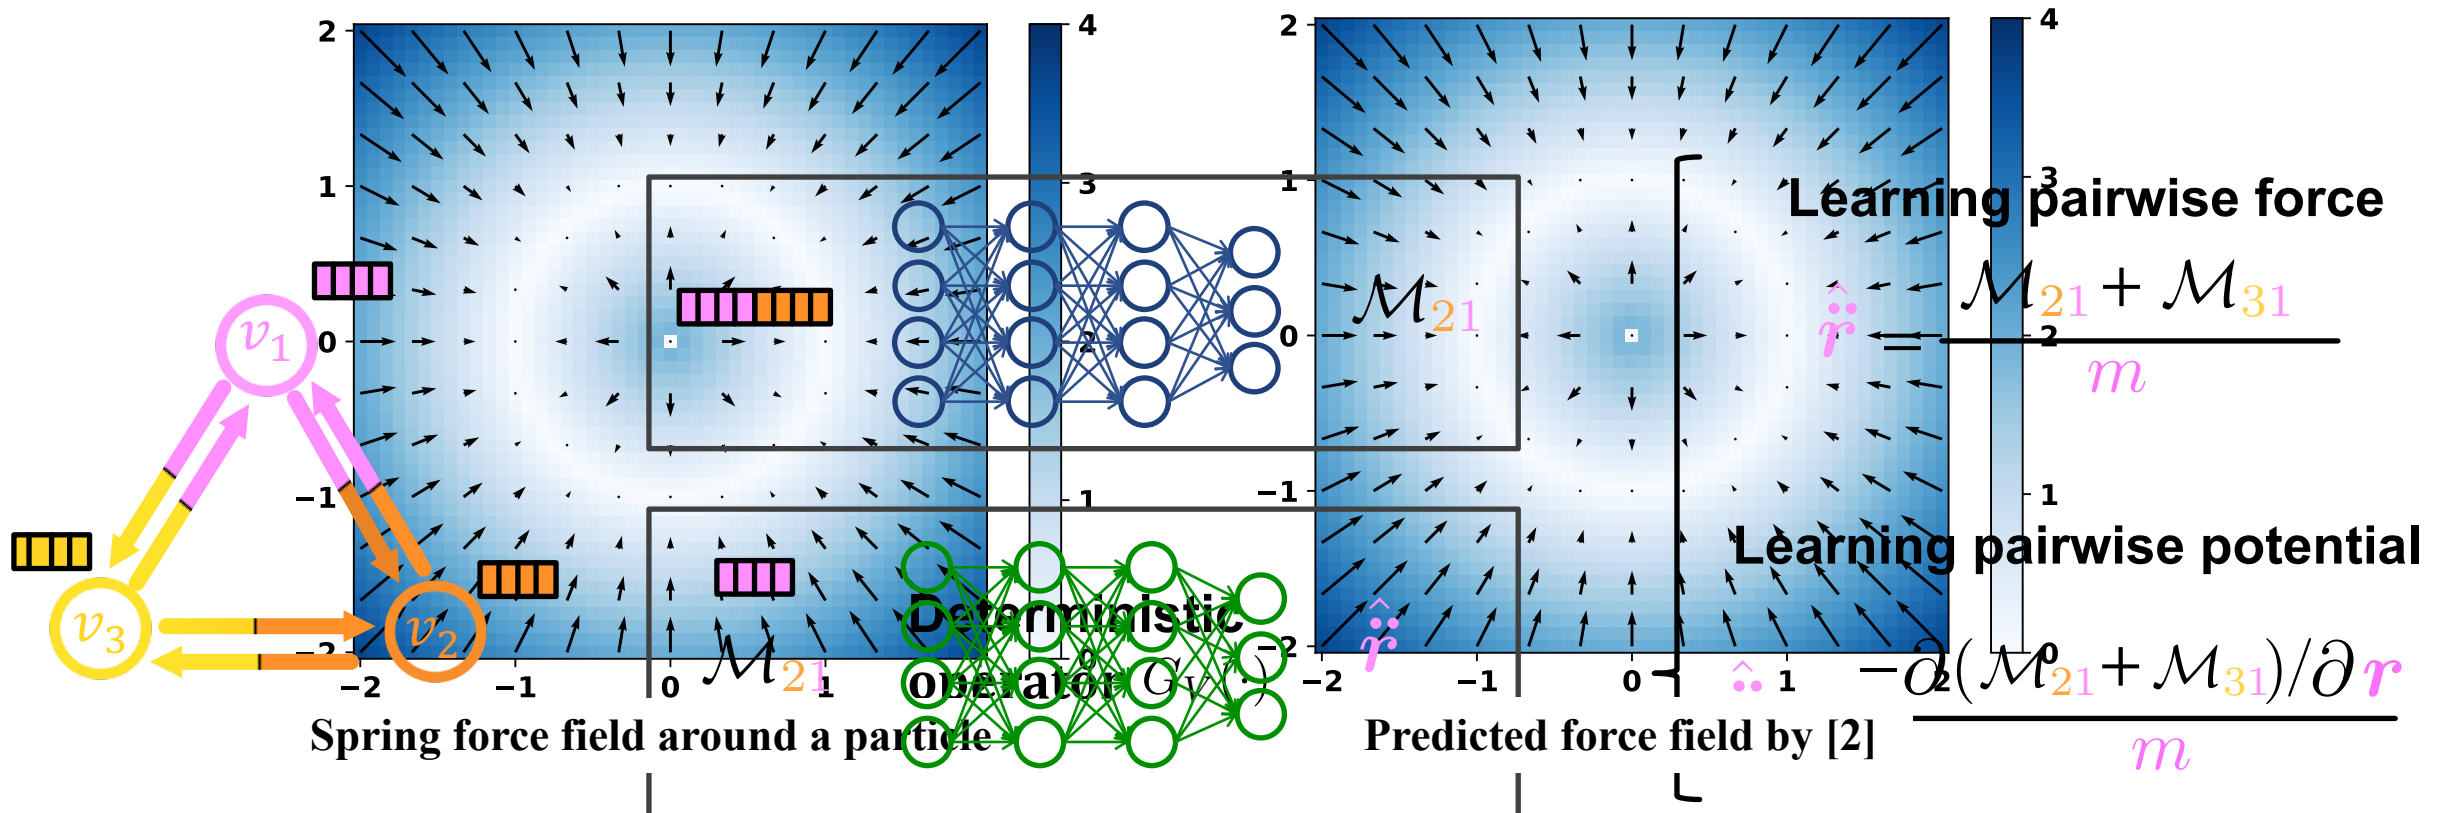 2
1
0
−1
−2
−2
−1
0
1
4
3
2
1
0
Spring force field around a particle
v₁
v₂
v₃
ℳ₂₁
ℳ₂₁
Deterministic
operator
2
1
0
−1
−2
−2
−1
0
1
2
4
3
2
1
0
Predicted force field by [2]
Learning pairwise force
r̈̂ = (ℳ₂₁ + ℳ₃₁) / m
Learning pairwise potential
r̈̂
−∂(ℳ₂₁+ℳ₃₁)/∂r
m